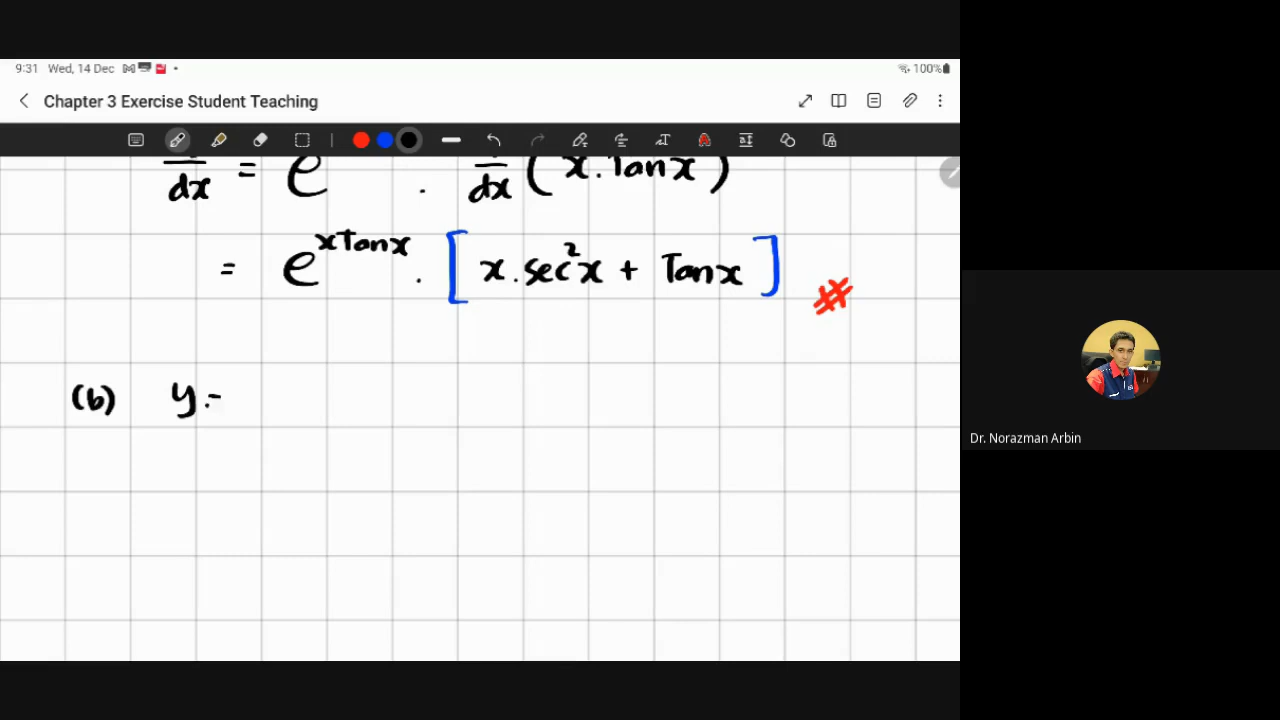 9:31 Wed, 14 Dec
100%
Chapter 3 Exercise Student Teaching
dx = e . dx ( x . Tan x )
= e^{x Tan x} . [ x . sec²x + Tan x ] #
(b) y =
Dr. Norazman Arbin